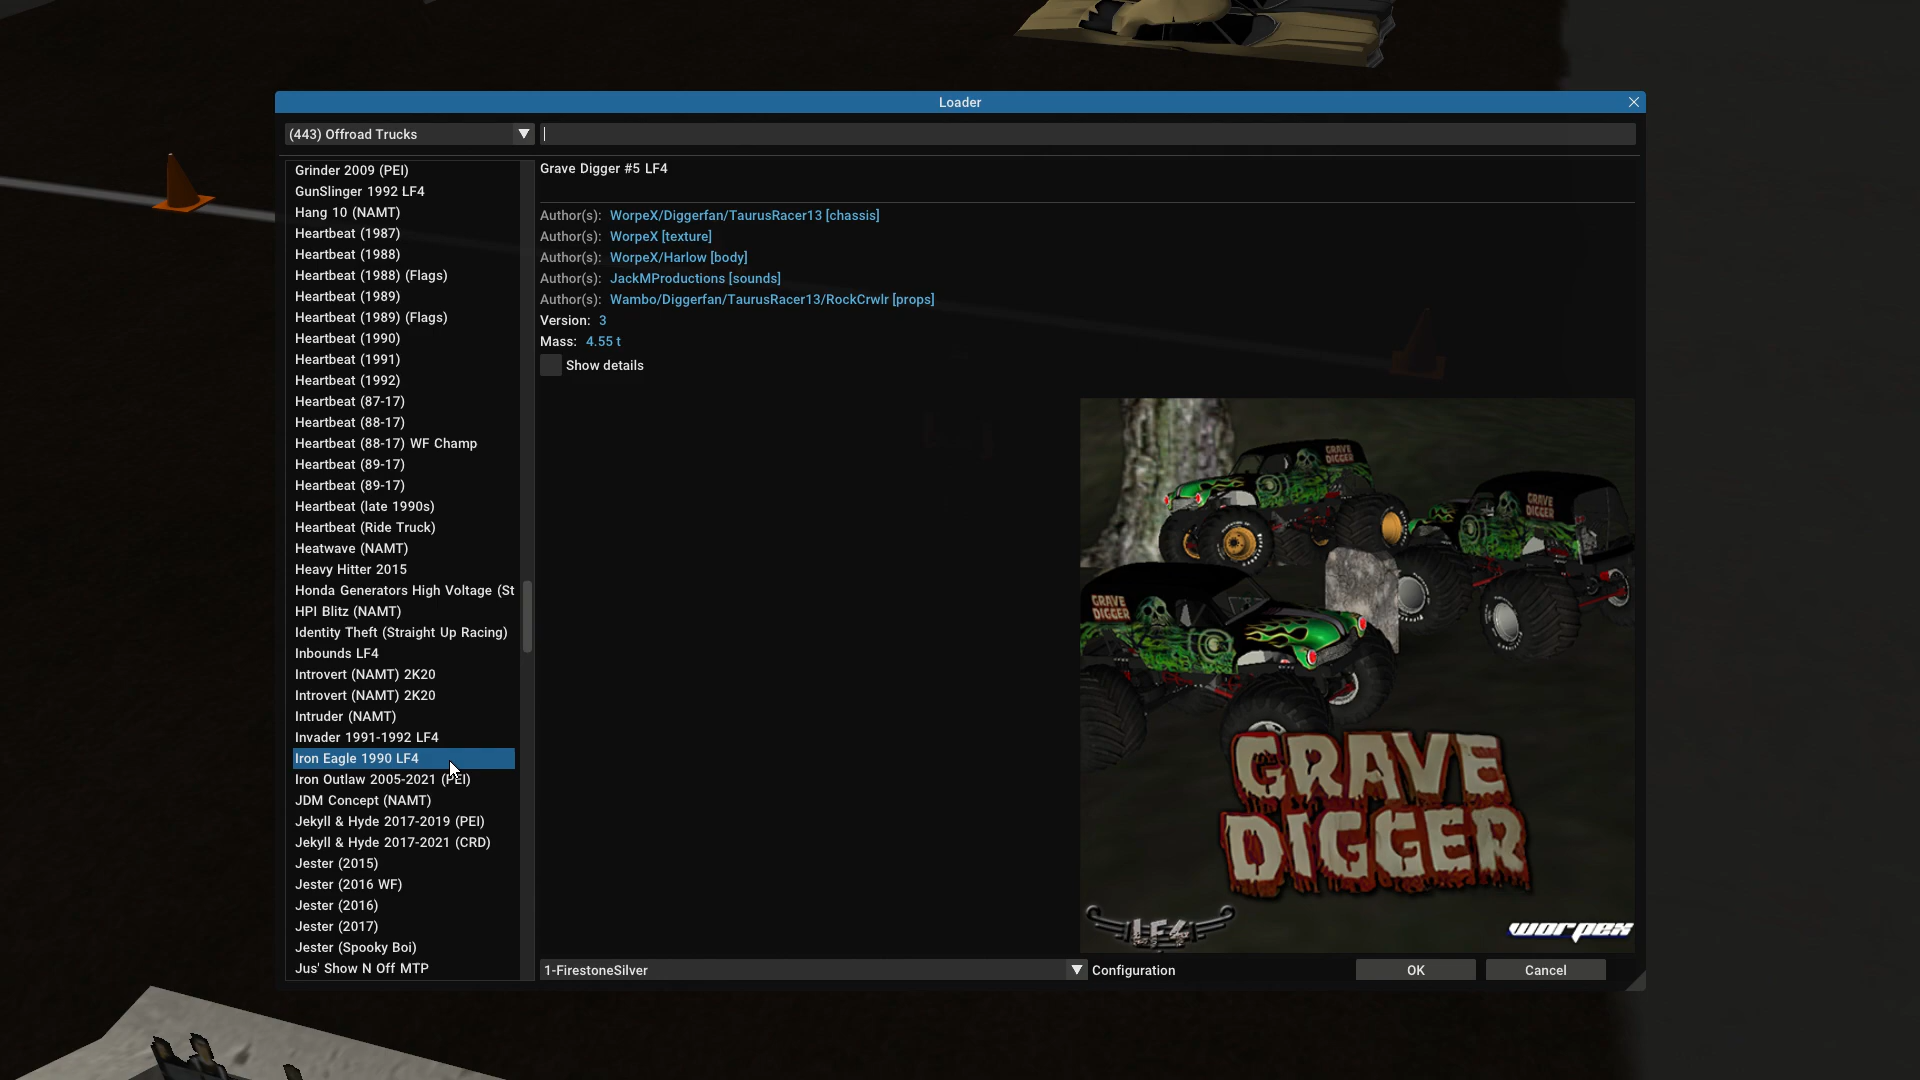 Loader
(443) Offroad Trucks
Grinder 2009 (PEI)
GunSlinger 1992 LF4
Hang 10 (NAMT)
Heartbeat (1987)
Heartbeat (1988)
Heartbeat (1988) (Flags)
Heartbeat (1989)
Heartbeat (1989) (Flags)
Heartbeat (1990)
Heartbeat (1991)
Heartbeat (1992)
Heartbeat (87-17)
Heartbeat (88-17)
Heartbeat (88-17) WF Champ
Heartbeat (89-17)
Heartbeat (89-17)
Heartbeat (late 1990s)
Heartbeat (Ride Truck)
Heatwave (NAMT)
Heavy Hitter 2015
Honda Generators High Voltage (St
HPI Blitz (NAMT)
Identity Theft (Straight Up Racing)
Inbounds LF4
Introvert (NAMT) 2K20
Introvert (NAMT) 2K20
Intruder (NAMT)
Invader 1991-1992 LF4
Iron Eagle 1990 LF4
Iron Outlaw 2005-2021 (PEI)
JDM Concept (NAMT)
Jekyll & Hyde 2017-2019 (PEI)
Jekyll & Hyde 2017-2021 (CRD)
Jester (2015)
Jester (2016 WF)
Jester (2016)
Jester (2017)
Jester (Spooky Boi)
Jus' Show N Off MTP
Grave Digger #5 LF4
Author(s): WorpeX/Diggerfan/TaurusRacer13 [chassis]
Author(s): WorpeX [texture]
Author(s): WorpeX/Harlow [body]
Author(s): JackMProductions [sounds]
Author(s): Wambo/Diggerfan/TaurusRacer13/RockCrwlr [props]
Version: 3
Mass: 4.55 t
Show details
GRAVE
DIGGER
GRAVE
DIGGER
GRAVE
DIGGER
GRAVE
DIGGER
LF4
worpex
1-FirestoneSilver
Configuration
OK
Cancel